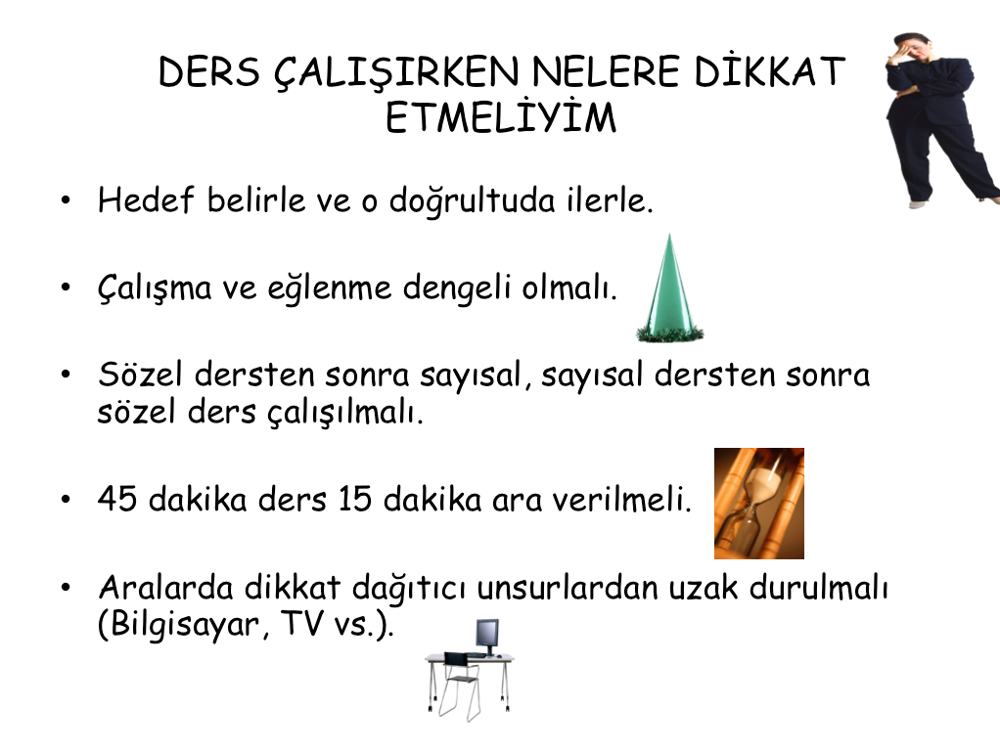 DERS ÇALIŞIRKEN NELERE DİKKAT
ETMELİYİM
• Hedef belirle ve o doğrultuda ilerle.
• Çalışma ve eğlenme dengeli olmalı.
• Sözel dersten sonra sayısal, sayısal dersten sonra
sözel ders çalışılmalı.
• 45 dakika ders 15 dakika ara verilmeli.
• Aralarda dikkat dağıtıcı unsurlardan uzak durulmalı
(Bilgisayar, TV vs.).